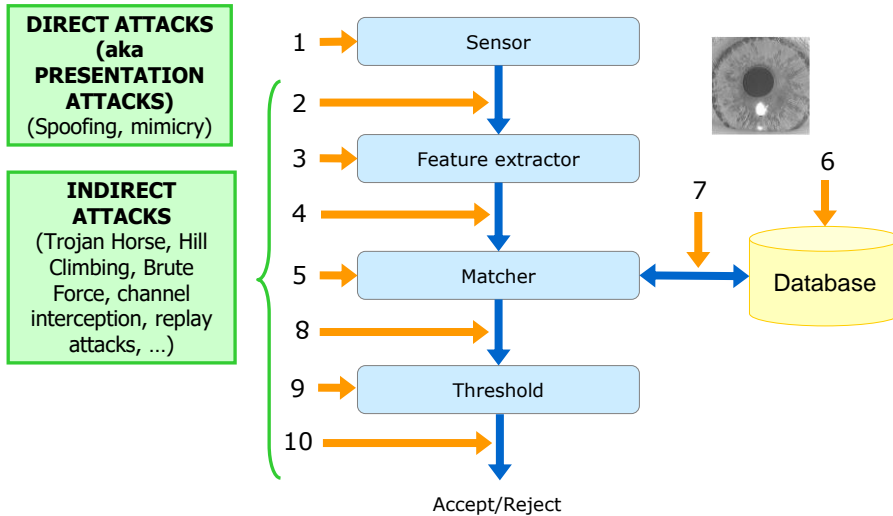 DIRECT ATTACKS
(aka
PRESENTATION
ATTACKS)
(Spoofing, mimicry)
INDIRECT
ATTACKS
(Trojan Horse, Hill
Climbing, Brute
Force, channel
interception, replay
attacks, ...)
1
Sensor
2
3
Feature extractor
4
5
Matcher
7
6
Database
8
9
Threshold
10
Accept/Reject